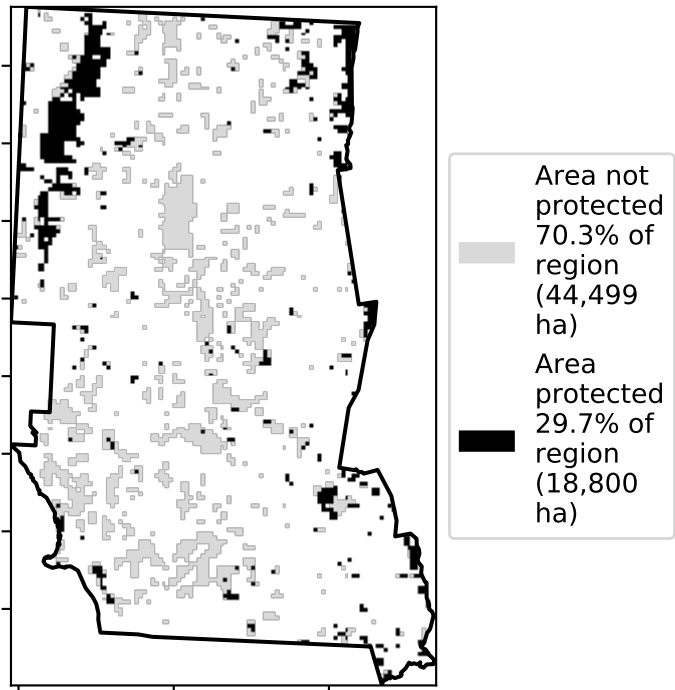 Area not
protected
70.3% of
region
(44,499
ha)
Area
protected
29.7% of
region
(18,800
ha)